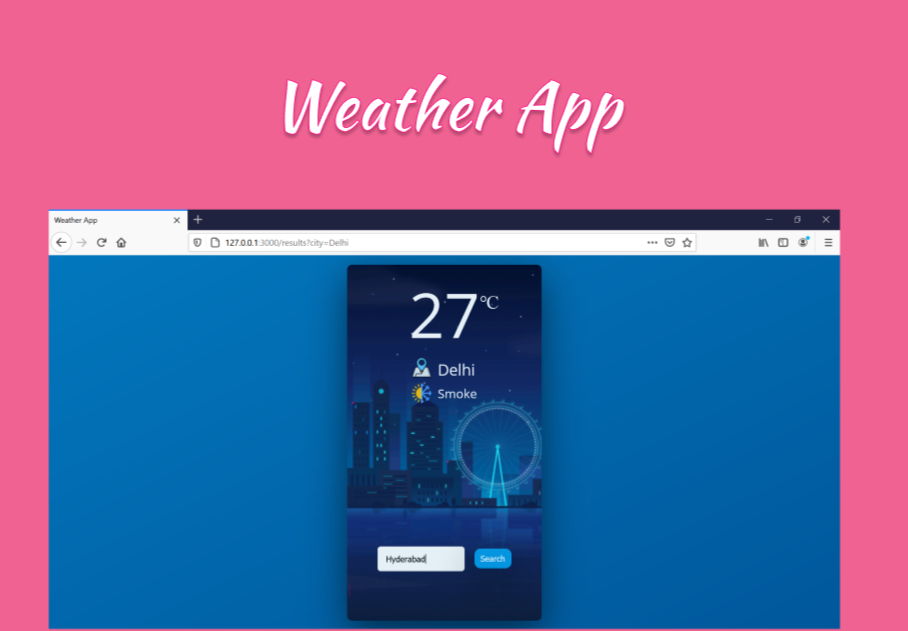 Weather App
Weather App
127.0.0.1:3000/results?city=Delhi
27°C
Delhi
Smoke
Hyderabad Search